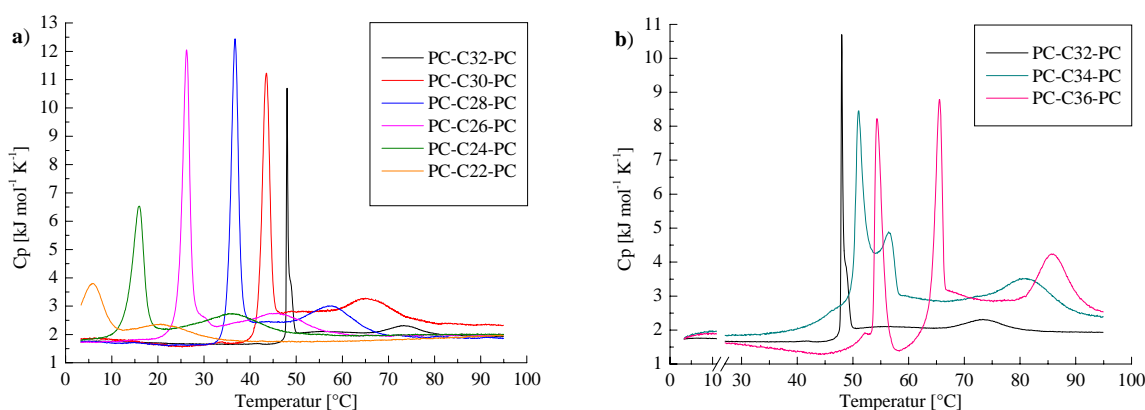 a)
13
12
11
10
9
8
7
6
5
4
3
2
1
Cp [kJ mol⁻¹ K⁻¹]
PC-C32-PC
PC-C30-PC
PC-C28-PC
PC-C26-PC
PC-C24-PC
PC-C22-PC
0 10 20 30 40 50 60 70 80 90 100
Temperatur [°C]
b)
11
10
9
8
7
6
5
4
3
2
1
Cp [kJ mol⁻¹ K⁻¹]
PC-C32-PC
PC-C34-PC
PC-C36-PC
0 10 30 40 50 60 70 80 90 100
Temperatur [°C]